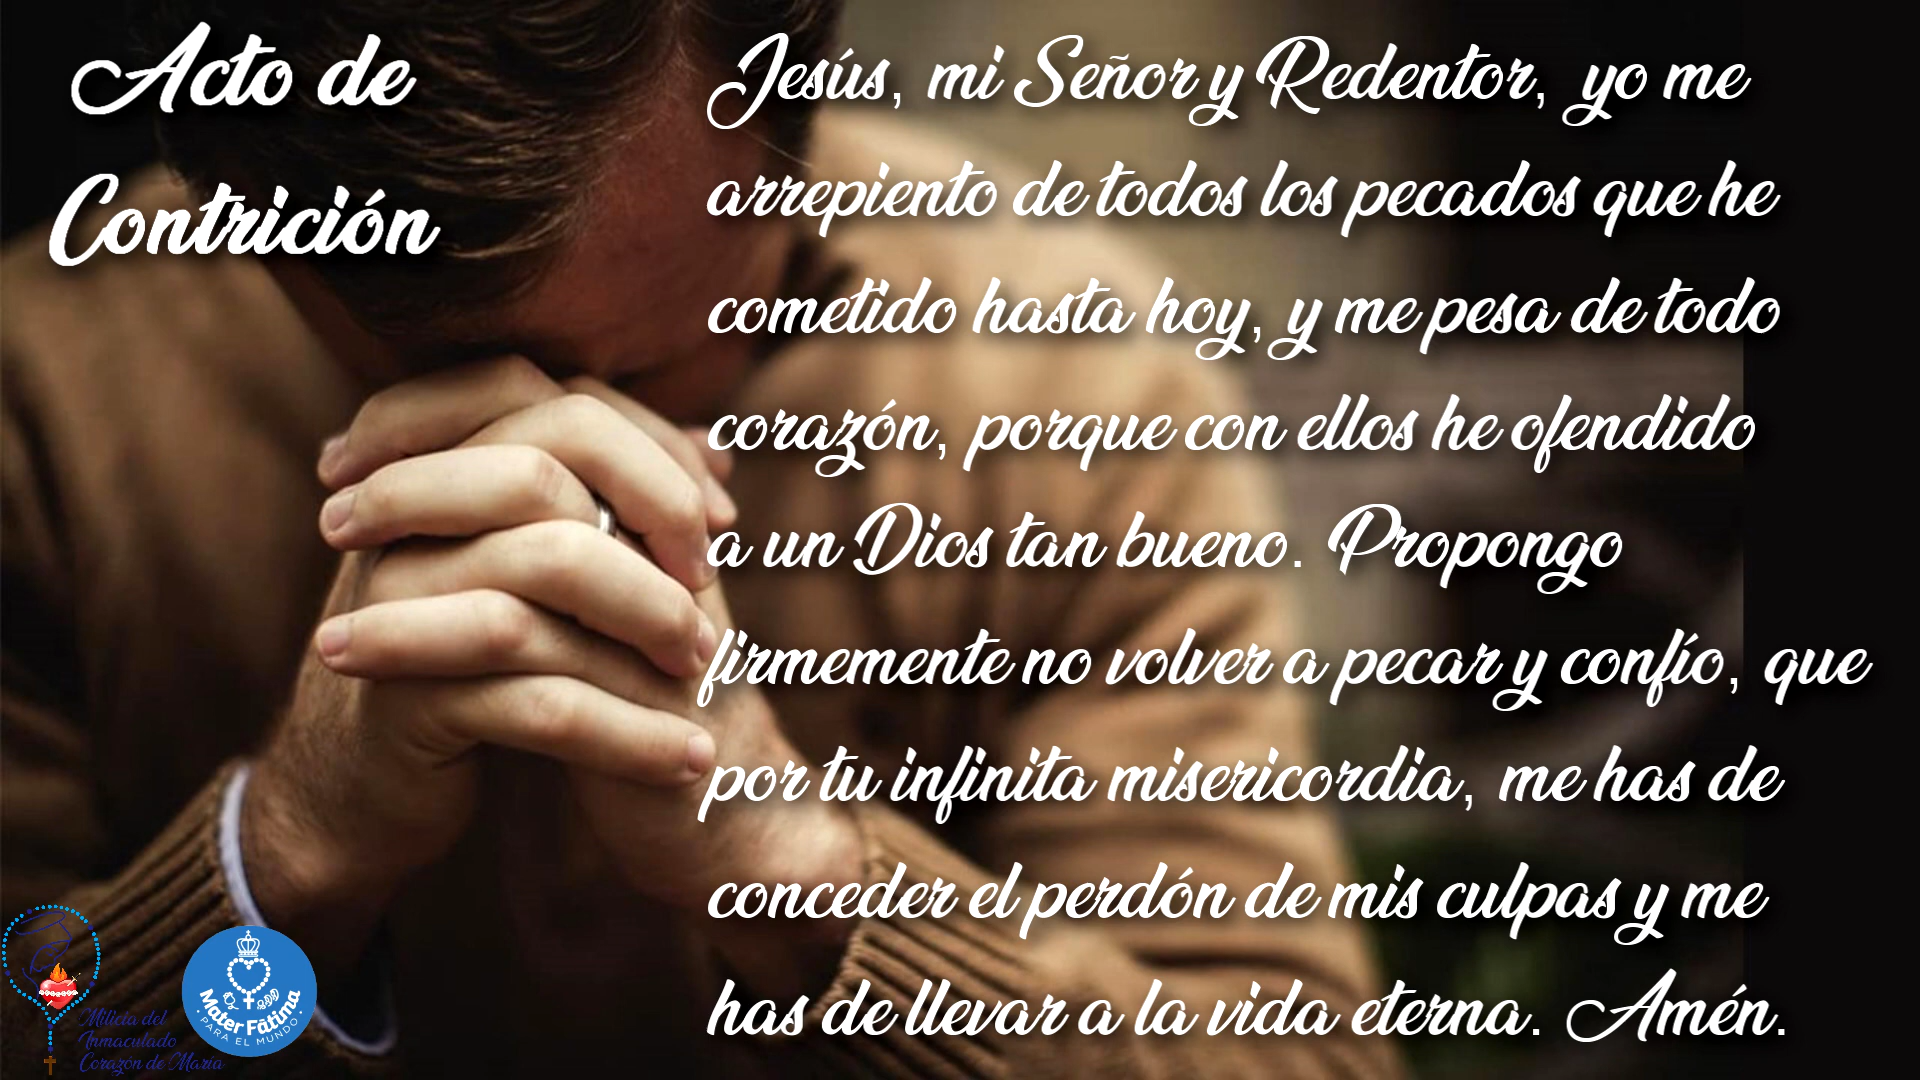 Acto de
Contrición
Jesús, mi Señor y Redentor, yo me
arrepiento de todos los pecados que he
cometido hasta hoy, y me pesa de todo
corazón, porque con ellos he ofendido
a un Dios tan bueno. Propongo
firmemente no volver a pecar y confío, que
por tu infinita misericordia, me has de
conceder el perdón de mis culpas y me
has de llevar a la vida eterna. Amén.
Milicia del
Inmaculado
Corazón de María
Mater Fátima
PARA EL MUNDO